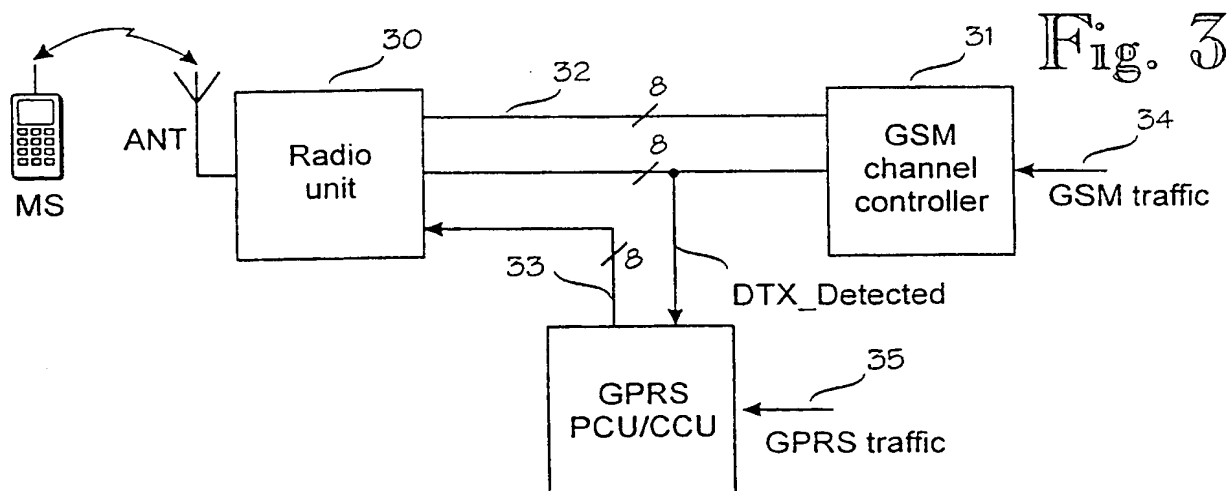 Fig. 3
30
31
32
8
34
ANT
Radio
unit
8
GSM
channel
controller
MS
GSM traffic
33
8
DTX_Detected
35
GPRS
PCU/CCU
GPRS traffic